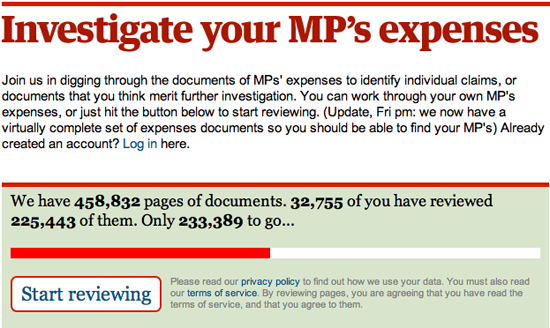 Investigate your MP's expenses
Join us in digging through the documents of MPs' expenses to identify individual claims, or
documents that you think merit further investigation. You can work through your own MP's
expenses, or just hit the button below to start reviewing. (Update, Fri pm: we now have a
virtually complete set of expenses documents so you should be able to find your MP's) Already
created an account? Log in here.
We have 458,832 pages of documents. 32,755 of you have reviewed
225,443 of them. Only 233,389 to go...
Start reviewing
Please read our privacy policy to find out how we use your data. You must also read
our terms of service. By reviewing pages, you are agreeing that you have read the
terms of service, and that you agree to them.